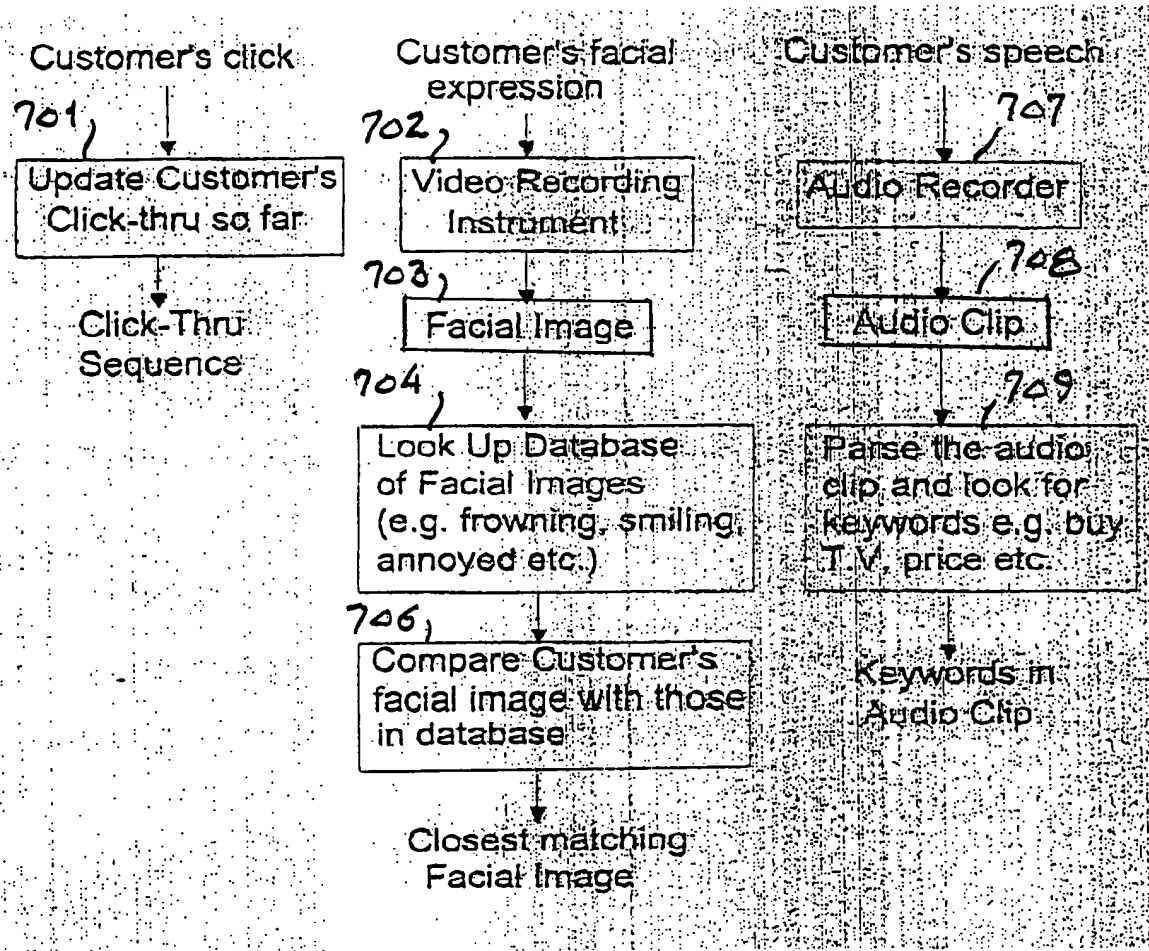 Customer's click
701
Update Customer's
Click-thru so far
Click-Thru
Sequence
Customer's facial
expression
702
Video Recording
Instrument
703
Facial Image
704
Look Up Database
of Facial Images
(e.g. frowning, smiling,
annoyed etc.)
706
Compare Customer's
facial image with those
in database
Closest matching
Facial Image
Customer's speech
707
Audio Recorder
708
Audio Clip
709
Parse the audio
clip and look for
keywords e.g. buy
T.V, price etc.
Keywords in
Audio Clip